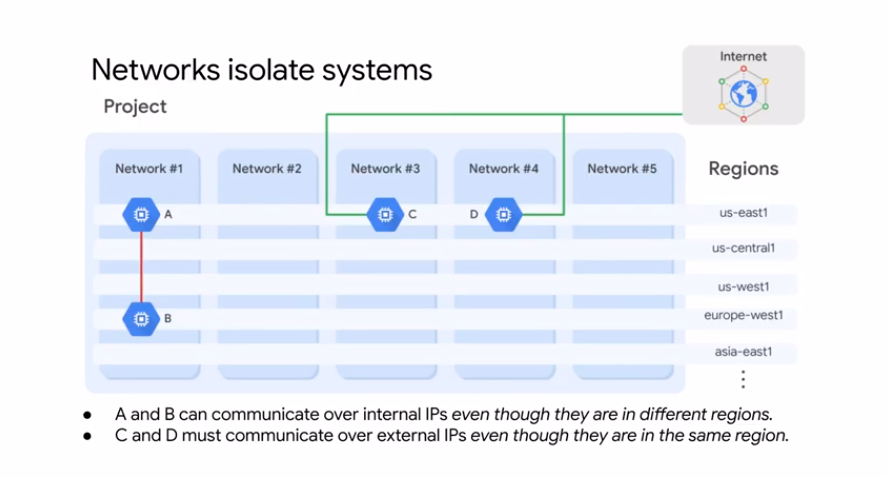 Networks isolate systems
Internet
Project
Network #1
Network #2
Network #3
Network #4
Network #5
Regions
A
C
D
us-east1
us-central1
us-west1
B
europe-west1
asia-east1
● A and B can communicate over internal IPs even though they are in different regions.
● C and D must communicate over external IPs even though they are in the same region.